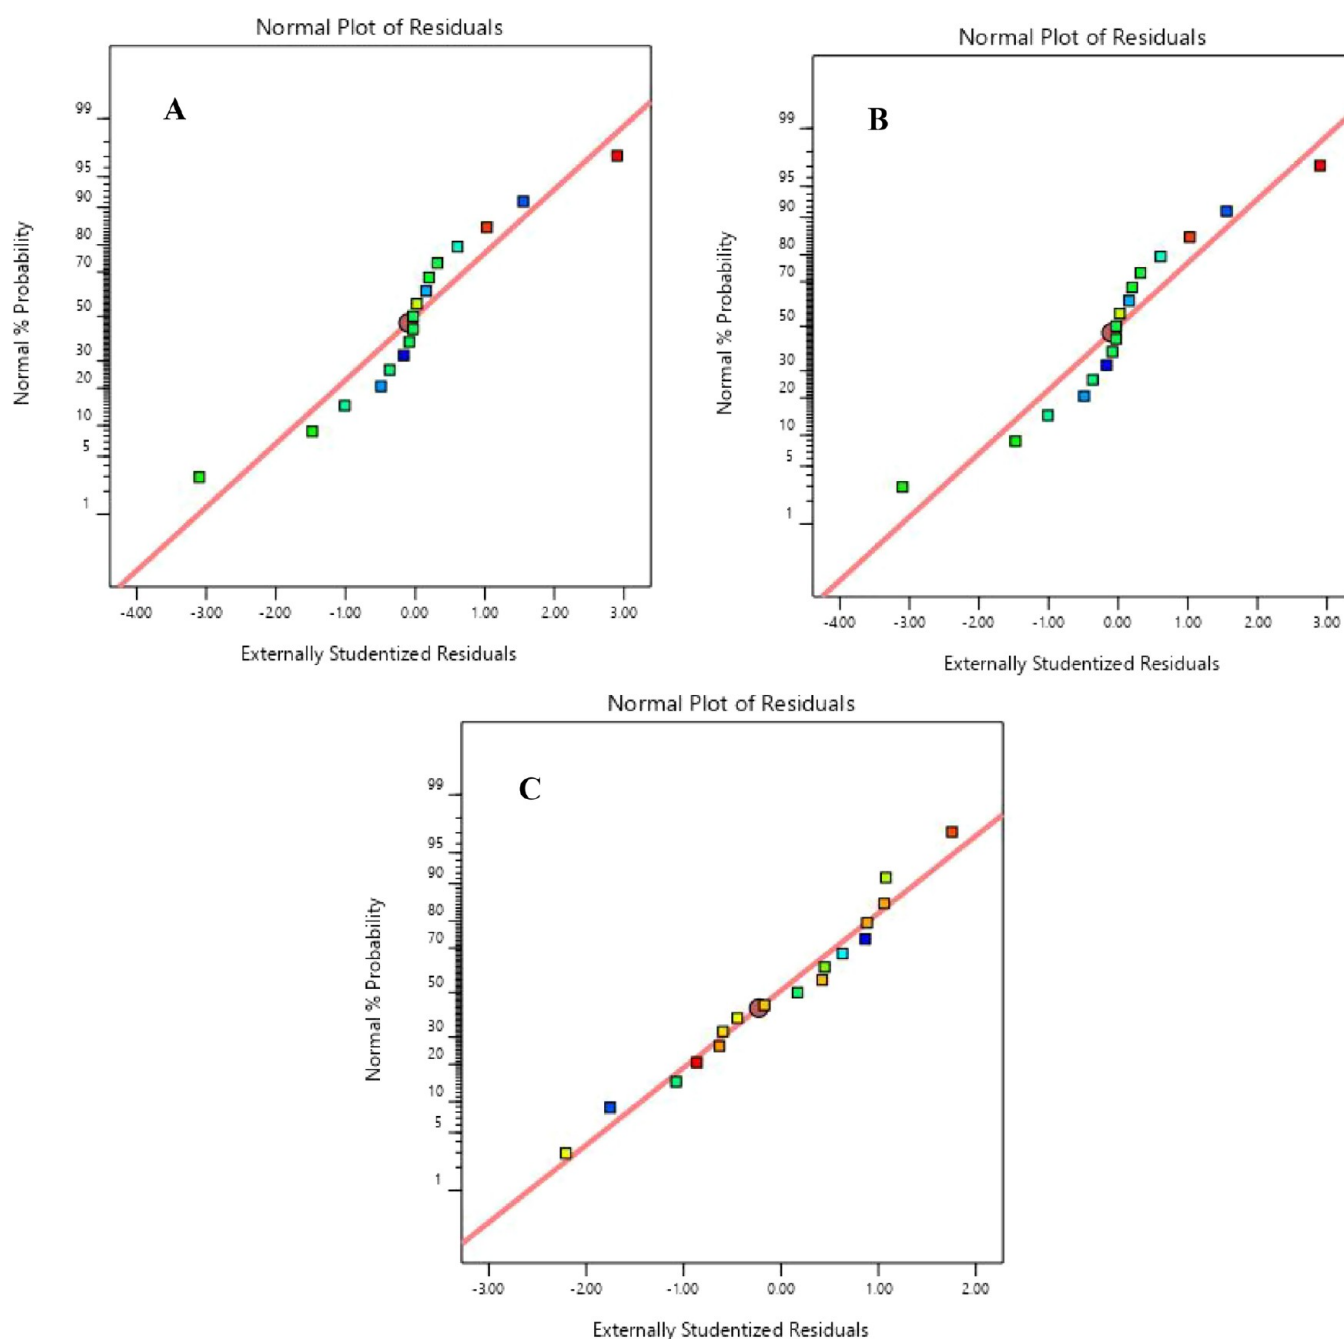 Normal Plot of Residuals
A
99
95
90
80
70
50
30
20
10
5
1
Normal % Probability
-4.00 -3.00 -2.00 -1.00 0.00 1.00 2.00 3.00
Externally Studentized Residuals
Normal Plot of Residuals
B
99
95
90
80
70
50
30
20
10
5
1
Normal % Probability
-4.00 -3.00 -2.00 -1.00 0.00 1.00 2.00 3.00
Externally Studentized Residuals
Normal Plot of Residuals
C
99
95
90
80
70
50
30
20
10
5
1
Normal % Probability
-3.00 -2.00 -1.00 0.00 1.00 2.00
Externally Studentized Residuals